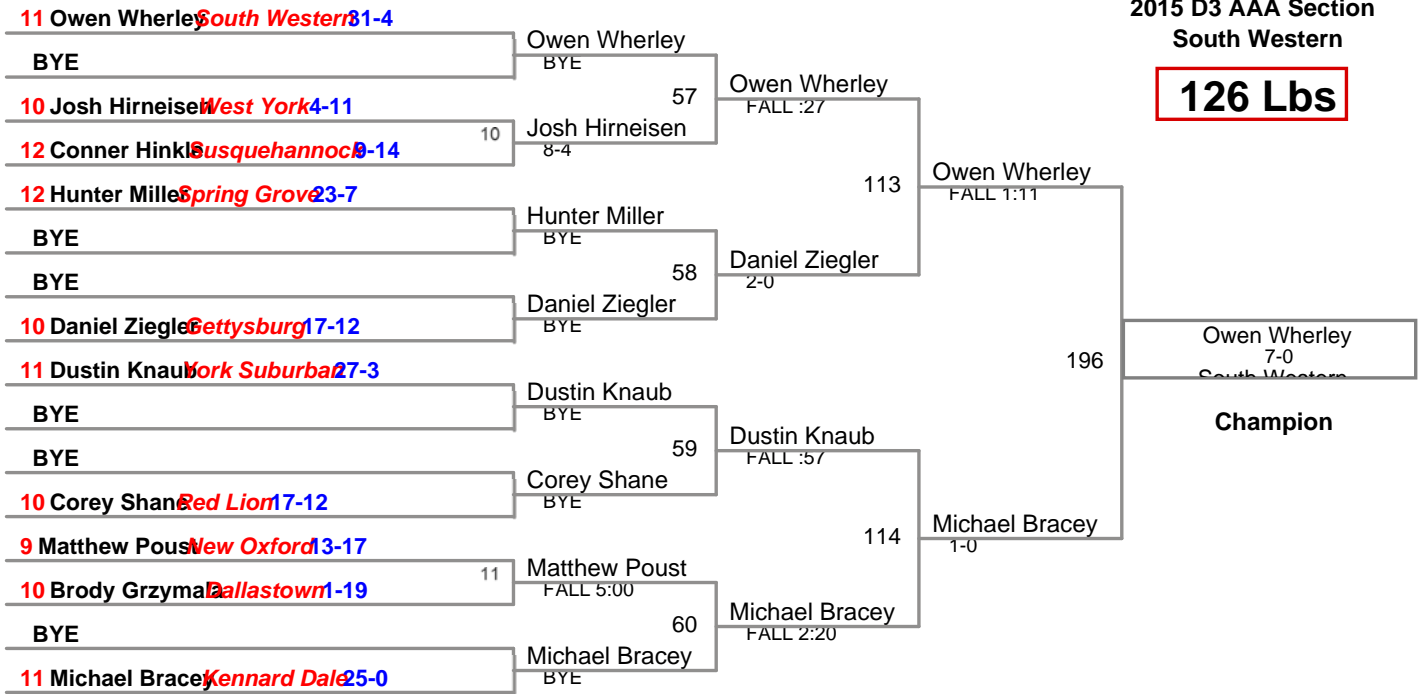 2015 D3 AAA Section
South Western
126 Lbs
11 Owen Wherley South Western 31-4
BYE
10 Josh Hirneisen West York 4-11
12 Conner Hinkle Susquehannock 9-14
12 Hunter Miller Spring Grove 23-7
BYE
BYE
10 Daniel Ziegler Gettysburg 17-12
11 Dustin Knaub York Suburban 27-3
BYE
BYE
10 Corey Shane Red Lion 17-12
9 Matthew Poust New Oxford 13-17
10 Brody Grzymala Dallastown 1-19
BYE
11 Michael Bracey Kennard Dale 25-0
Owen Wherley
BYE
10
Josh Hirneisen
8-4
Hunter Miller
BYE
Daniel Ziegler
BYE
Dustin Knaub
BYE
Corey Shane
BYE
11
Matthew Poust
FALL 5:00
Michael Bracey
BYE
57
Owen Wherley
FALL :27
58
Daniel Ziegler
2-0
59
Dustin Knaub
FALL :57
60
Michael Bracey
FALL 2:20
113
Owen Wherley
FALL 1:11
114
Michael Bracey
1-0
196
Owen Wherley
7-0
South Western
Champion